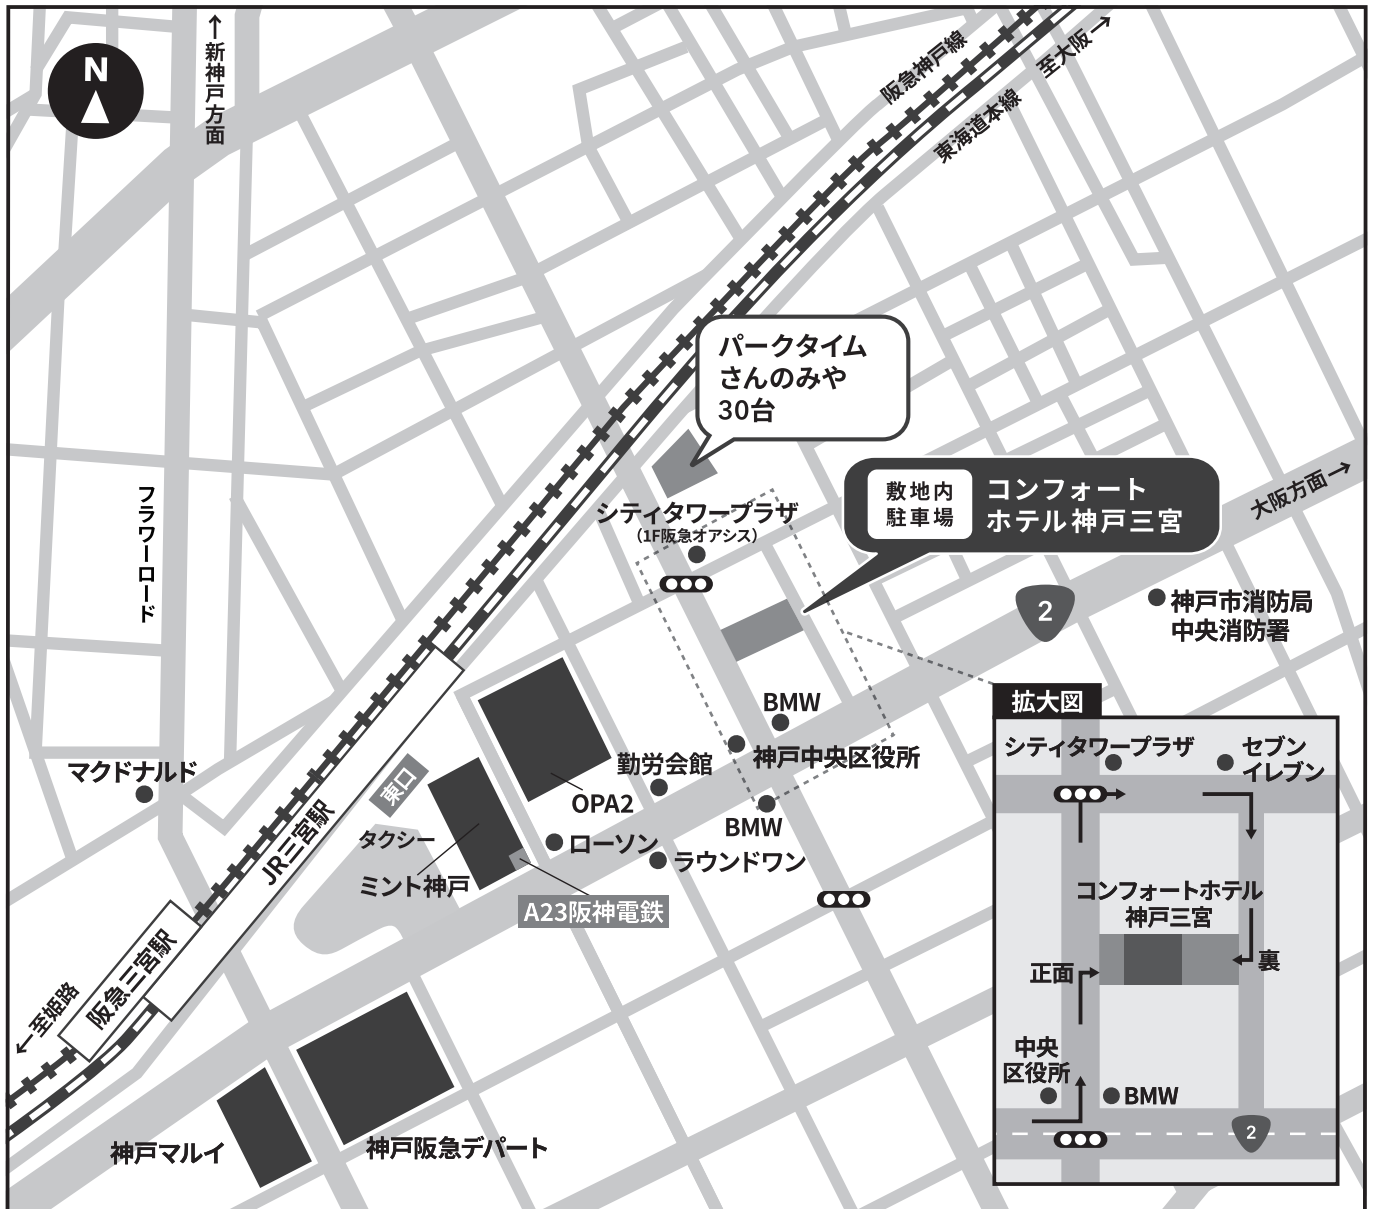 N
↑新神戸方面
阪急神戸線
至大阪→
東海道本線
パークタイム
さんのみや
30台
フラワーロード
敷地内
駐車場
コンフォート
ホテル神戸三宮
大阪方面→
シティタワープラザ
(1F阪急オアシス)
2
神戸市消防局
中央消防署
BMW
神戸中央区役所
勤労会館
マクドナルド
東口
OPA2
BMW
タクシー
JR三宮駅
ローソン
ラウンドワン
ミント神戸
A23阪神電鉄
阪急三宮駅
←至姫路
神戸マルイ
神戸阪急デパート
拡大図
シティタワープラザ
セブン
イレブン
コンフォートホテル
神戸三宮
正面
裏
中央
区役所
BMW
2